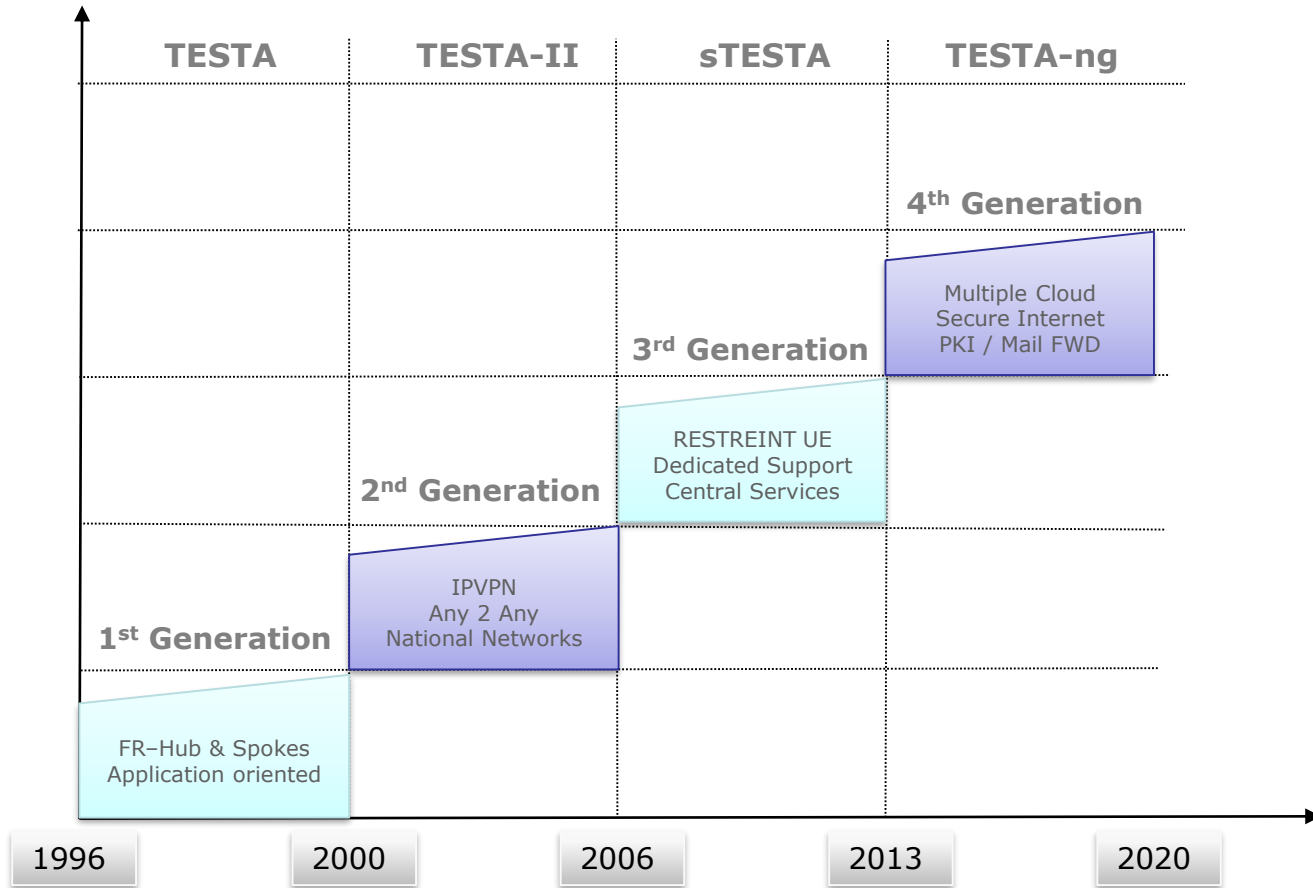 TESTA
TESTA-II
sTESTA
TESTA-ng
4th Generation
Multiple Cloud
Secure Internet
PKI / Mail FWD
3rd Generation
RESTREINT UE
Dedicated Support
Central Services
2nd Generation
IPVPN
Any 2 Any
National Networks
1st Generation
FR–Hub & Spokes
Application oriented
1996
2000
2006
2013
2020